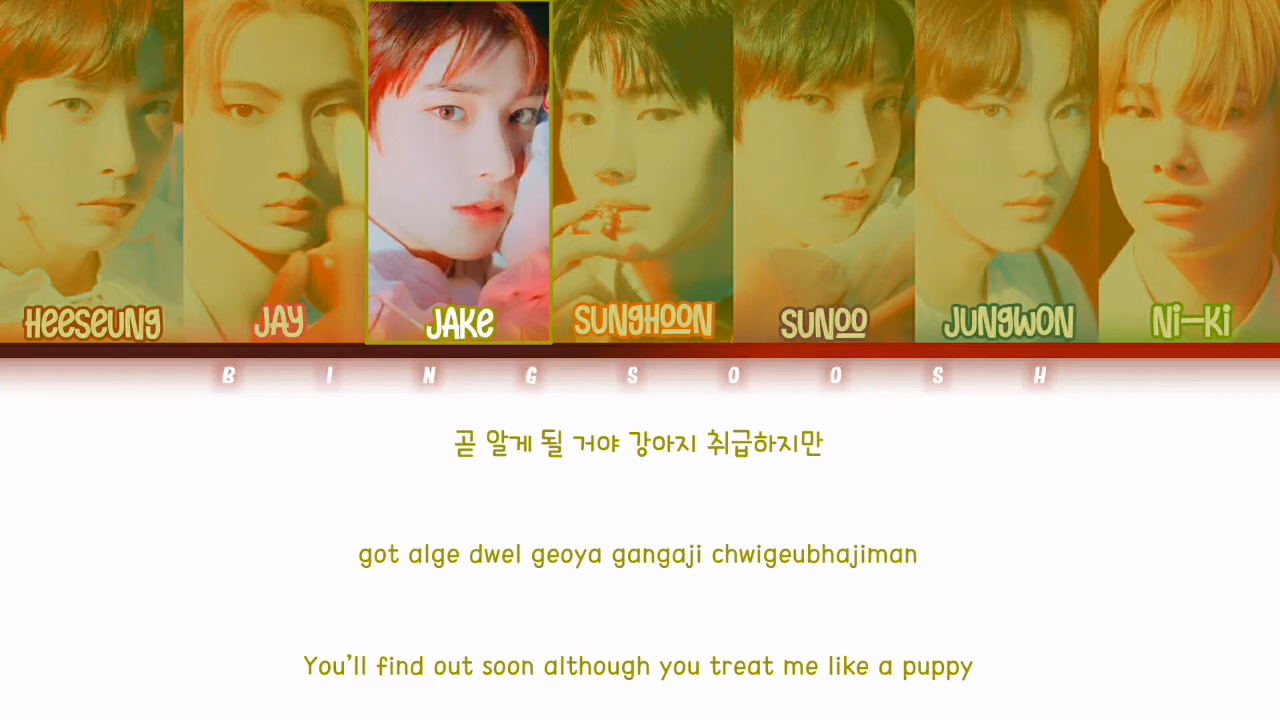 HEESEUNG JAY JAKE SUNGHOON SUNOO JUNGWON Ni-Ki
B I N G S O O S H
곧 알게 될 거야 강아지 취급하지만
got alge dwel geoya gangaji chwigeubhajiman
You'll find out soon although you treat me like a puppy